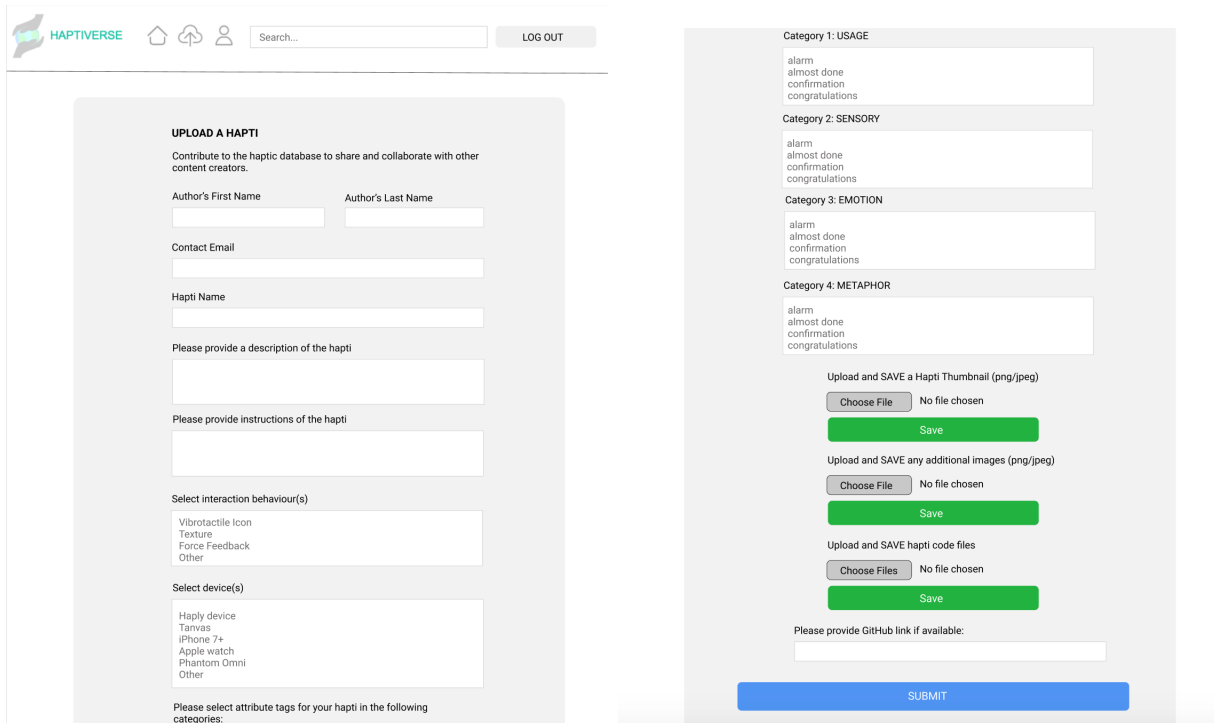 HAPTIVERSE
Search...
LOG OUT
UPLOAD A HAPTI
Contribute to the haptic database to share and collaborate with other
content creators.
Author's First Name
Author's Last Name
Contact Email
Hapti Name
Please provide a description of the hapti
Please provide instructions of the hapti
Select interaction behaviour(s)
Vibrotactile Icon
Texture
Force Feedback
Other
Select device(s)
Haply device
Tanvas
iPhone 7+
Apple watch
Phantom Omni
Other
Please select attribute tags for your hapti in the following
categories:
Category 1: USAGE
alarm
almost done
confirmation
congratulations
Category 2: SENSORY
alarm
almost done
confirmation
congratulations
Category 3: EMOTION
alarm
almost done
confirmation
congratulations
Category 4: METAPHOR
alarm
almost done
confirmation
congratulations
Upload and SAVE a Hapti Thumbnail (png/jpeg)
Choose File
No file chosen
Save
Upload and SAVE any additional images (png/jpeg)
Choose File
No file chosen
Save
Upload and SAVE hapti code files
Choose Files
No file chosen
Save
Please provide GitHub link if available:
SUBMIT